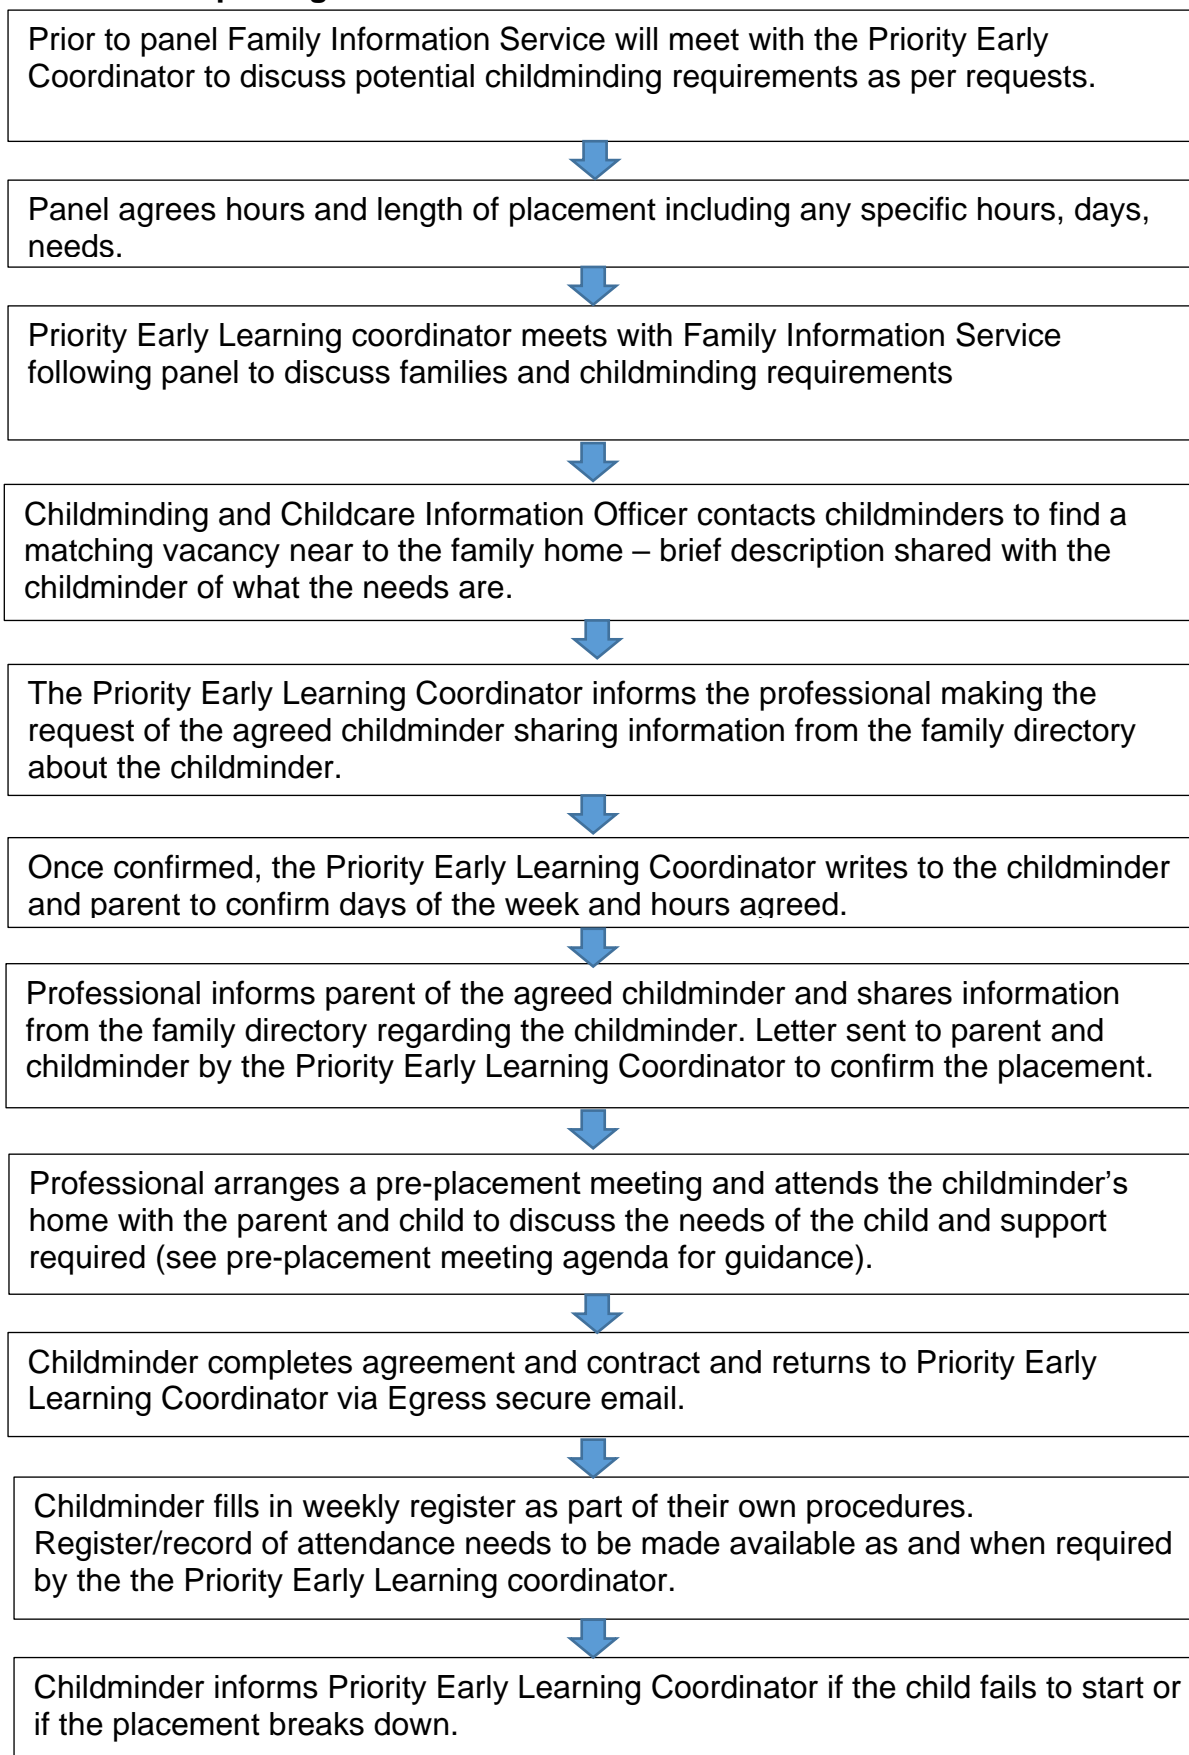 Prior to panel Family Information Service will meet with the Priority Early
Coordinator to discuss potential childminding requirements as per requests.
Panel agrees hours and length of placement including any specific hours, days,
needs.
Priority Early Learning coordinator meets with Family Information Service
following panel to discuss families and childminding requirements
Childminding and Childcare Information Officer contacts childminders to find a
matching vacancy near to the family home – brief description shared with the
childminder of what the needs are.
The Priority Early Learning Coordinator informs the professional making the
request of the agreed childminder sharing information from the family directory
about the childminder.
Once confirmed, the Priority Early Learning Coordinator writes to the childminder
and parent to confirm days of the week and hours agreed.
Professional informs parent of the agreed childminder and shares information
from the family directory regarding the childminder. Letter sent to parent and
childminder by the Priority Early Learning Coordinator to confirm the placement.
Professional arranges a pre-placement meeting and attends the childminder’s
home with the parent and child to discuss the needs of the child and support
required (see pre-placement meeting agenda for guidance).
Childminder completes agreement and contract and returns to Priority Early
Learning Coordinator via Egress secure email.
Childminder fills in weekly register as part of their own procedures.
Register/record of attendance needs to be made available as and when required
by the the Priority Early Learning coordinator.
Childminder informs Priority Early Learning Coordinator if the child fails to start or
if the placement breaks down.